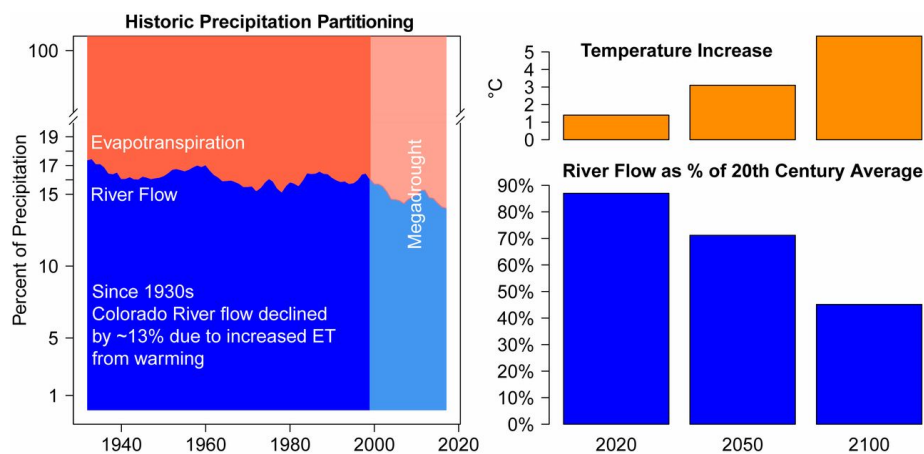 Historic Precipitation Partitioning
Percent of Precipitation
100
19
17
15
10
5
1
Evapotranspiration
River Flow
Megadrought
Since 1930s
Colorado River flow declined
by ~13% due to increased ET
from warming
1940 1960 1980 2000 2020
Temperature Increase
°C
5
4
3
2
1
0
River Flow as % of 20th Century Average
90%
80%
70%
60%
50%
40%
30%
20%
10%
0%
2020 2050 2100